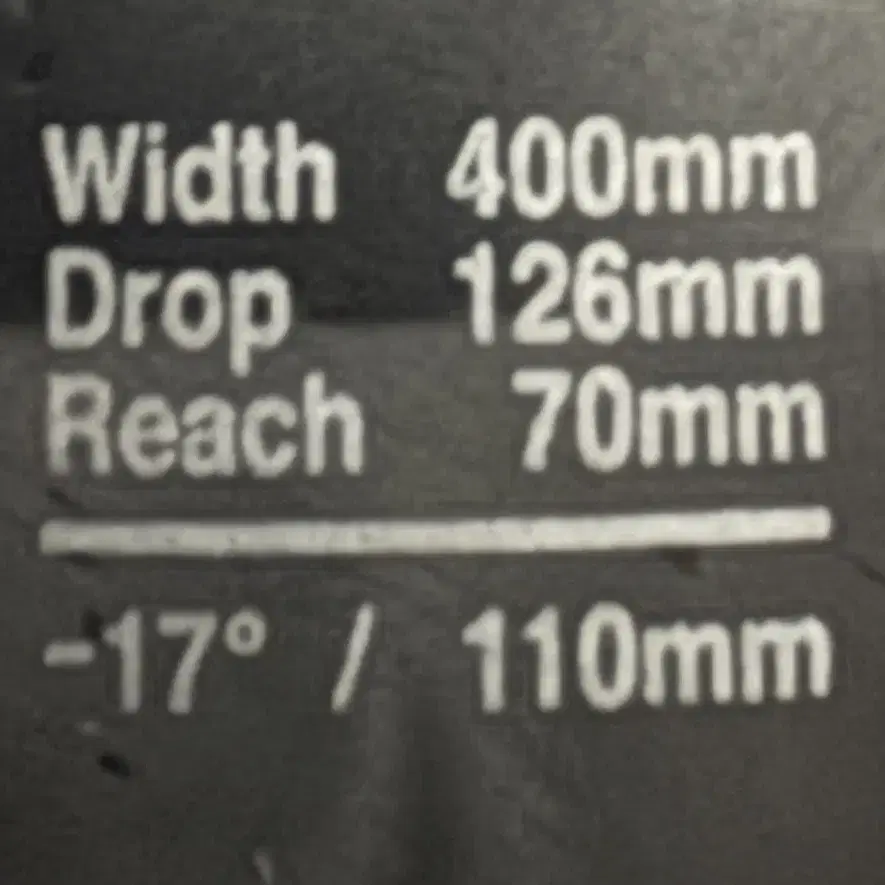 Width 400mm
Drop 126mm
Reach 70mm
-17° / 110mm